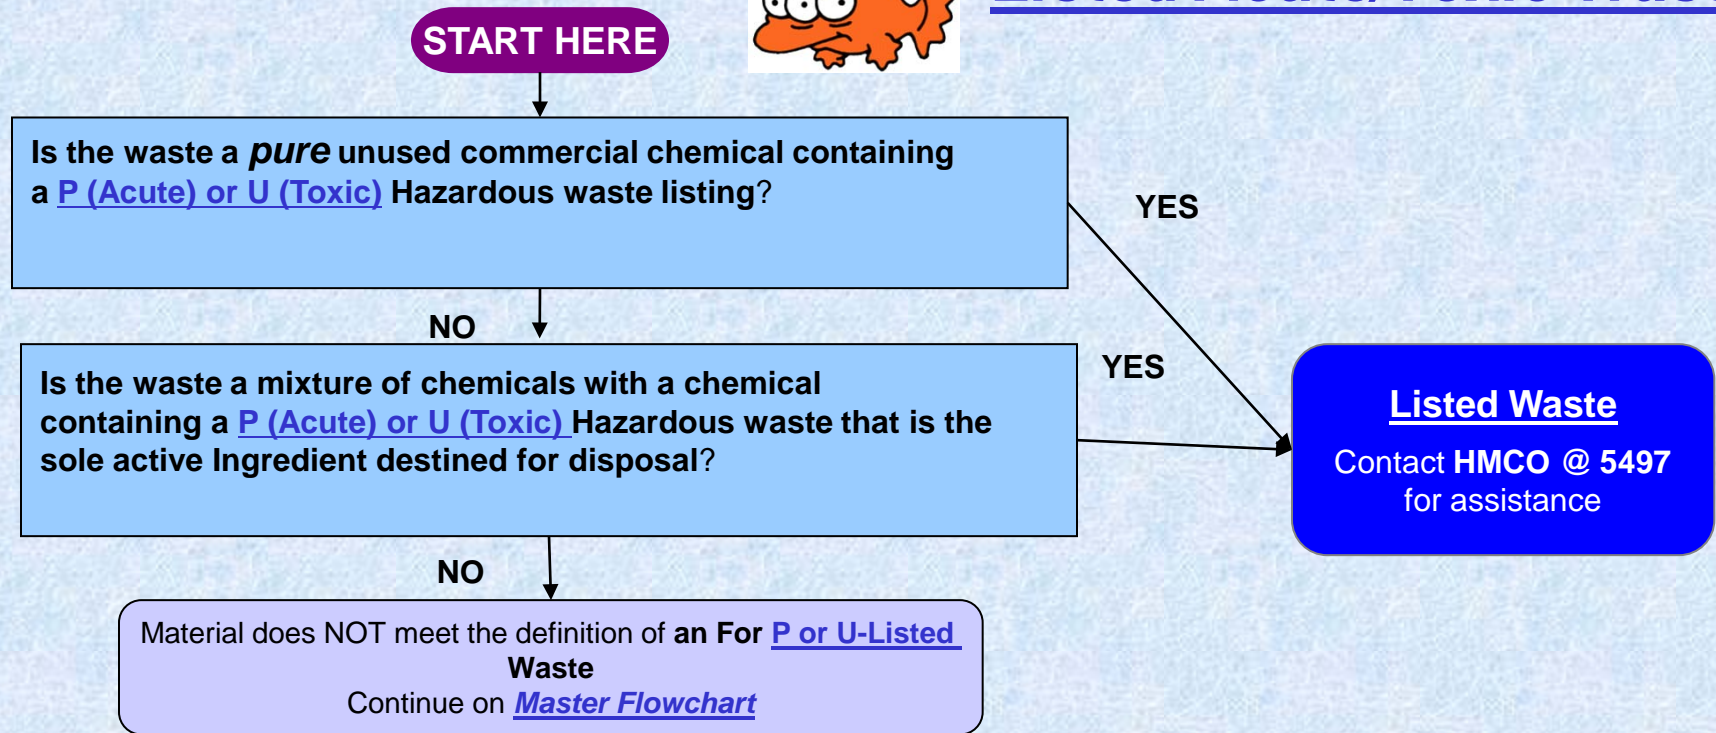 START HERE
Is the waste a pure unused commercial chemical containing
a P (Acute) or U (Toxic) Hazardous waste listing?
YES
NO
Is the waste a mixture of chemicals with a chemical
containing a P (Acute) or U (Toxic) Hazardous waste that is the
sole active Ingredient destined for disposal?
YES
Listed Waste
Contact HMCO @ 5497
for assistance
NO
Material does NOT meet the definition of an For P or U-Listed
Waste
Continue on Master Flowchart